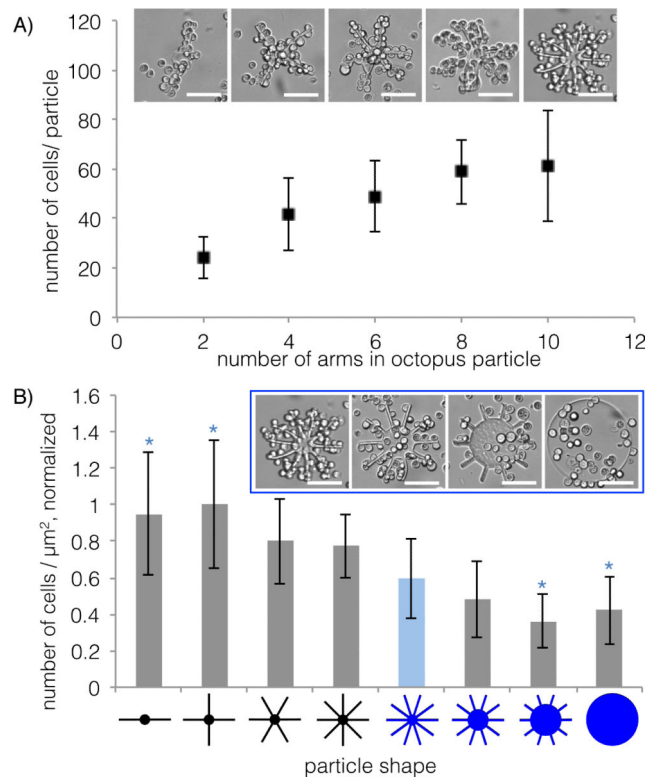 A)
number of cells/ particle
120
100
80
60
40
20
0
0 2 4 6 8 10 12
number of arms in octopus particle
B)
number of cells / µm², normalized
1.6
1.4
1.2
1
0.8
0.6
0.4
0.2
0
* * * *
particle shape